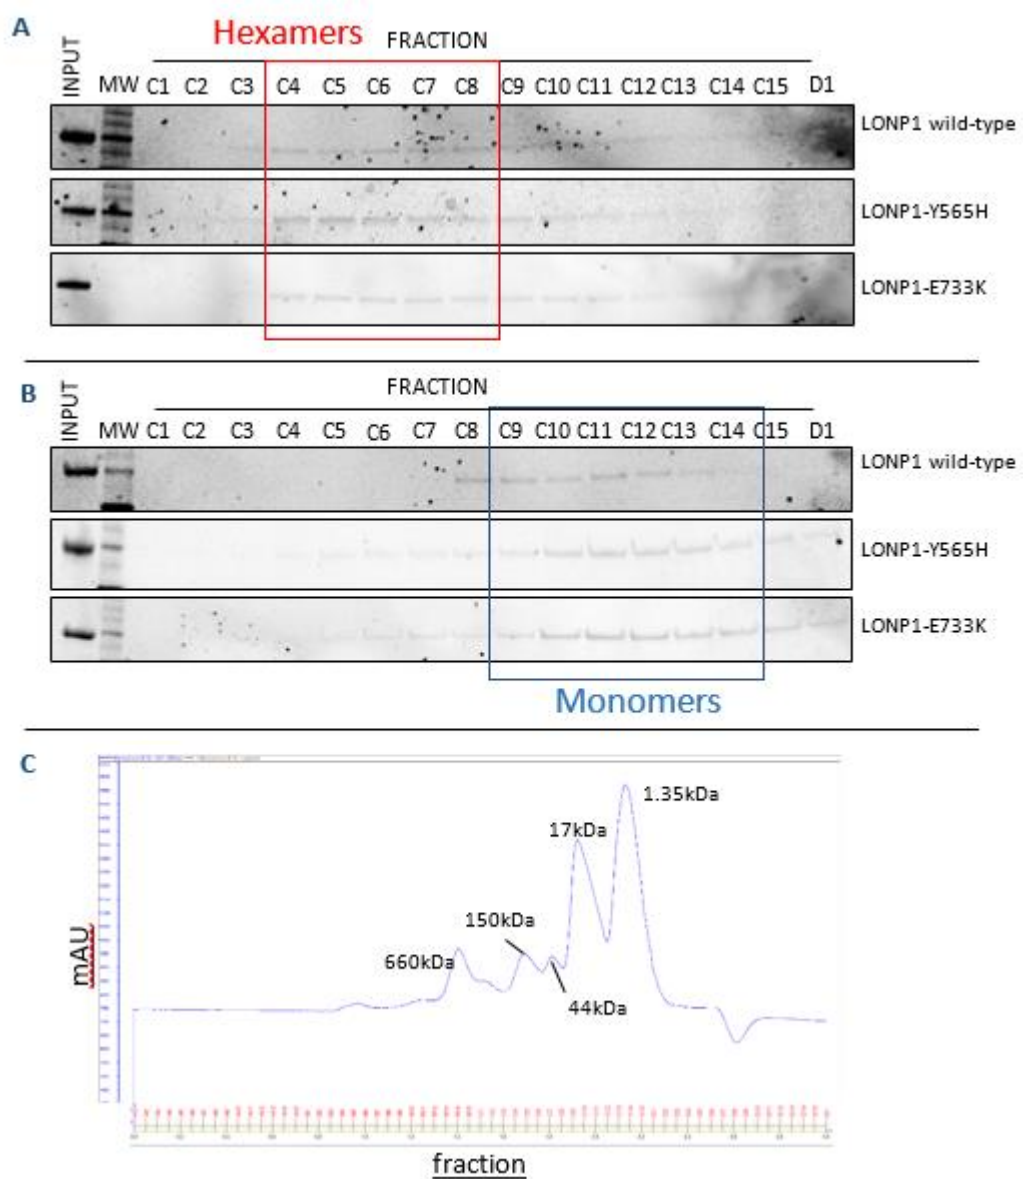 A
Hexamers FRACTION
INPUT
MW C1 C2 C3 C4 C5 C6 C7 C8 C9 C10 C11 C12 C13 C14 C15 D1
LONP1 wild-type
LONP1-Y565H
LONP1-E733K
B
FRACTION
INPUT
MW C1 C2 C3 C4 C5 C6 C7 C8 C9 C10 C11 C12 C13 C14 C15 D1
LONP1 wild-type
LONP1-Y565H
LONP1-E733K
Monomers
C
1.35kDa
17kDa
150kDa
660kDa
44kDa
mAU
fraction